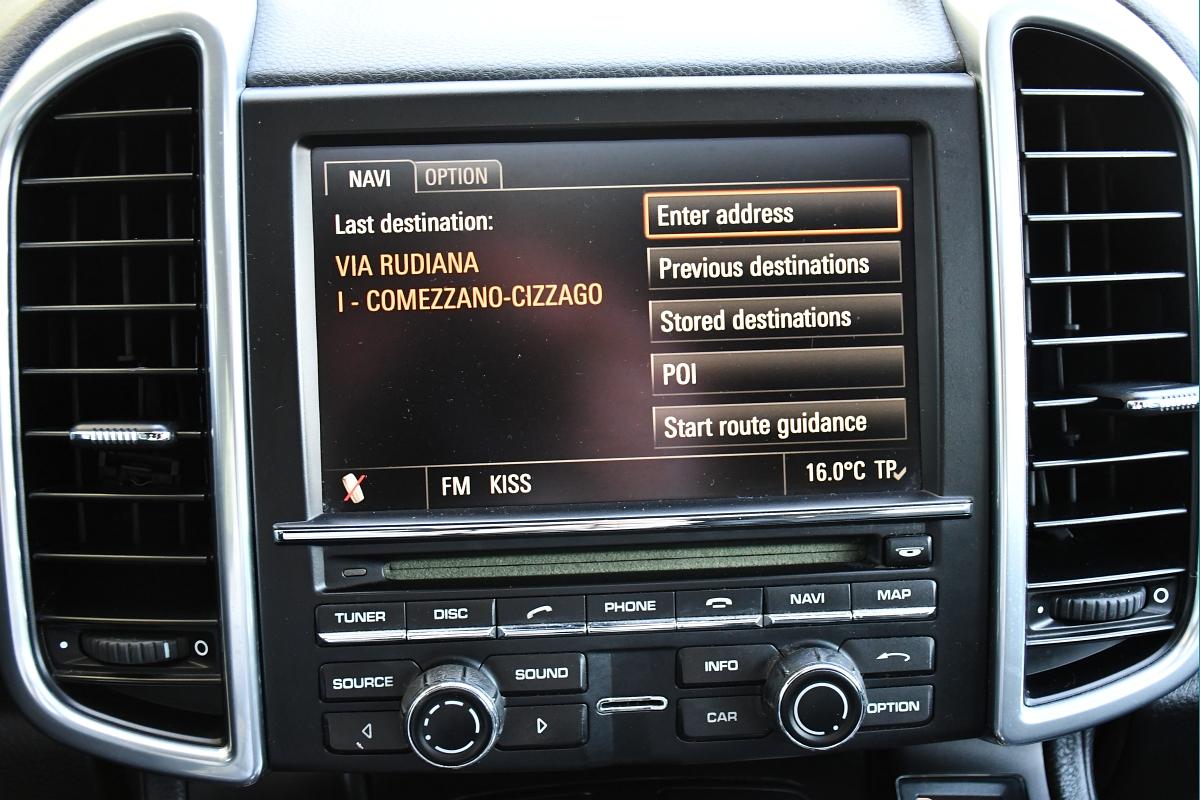 NAVI OPTION
Last destination:
VIA RUDIANA
I - COMEZZANO-CIZZAGO
Enter address
Previous destinations
Stored destinations
POI
Start route guidance
FM KISS
16.0°C TP
TUNER DISC PHONE NAVI MAP
SOURCE SOUND INFO
CAR OPTION